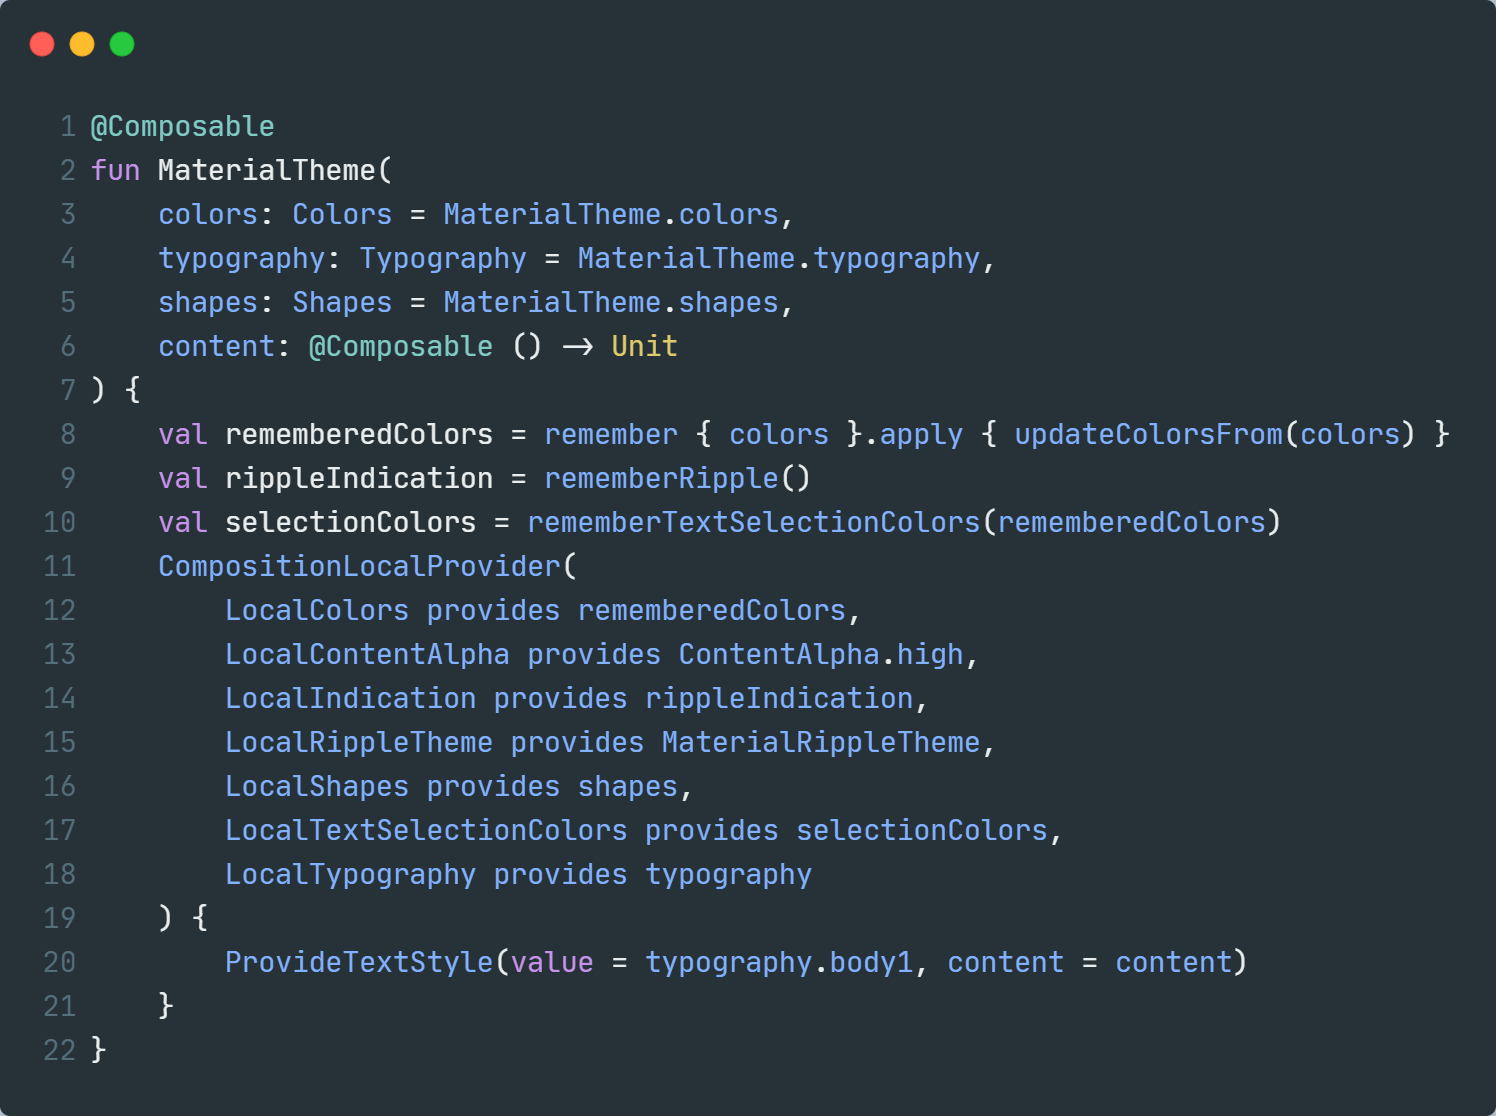 1 @Composable
2 fun MaterialTheme(
3     colors: Colors = MaterialTheme.colors,
4     typography: Typography = MaterialTheme.typography,
5     shapes: Shapes = MaterialTheme.shapes,
6     content: @Composable () -> Unit
7 ) {
8     val rememberedColors = remember { colors }.apply { updateColorsFrom(colors) }
9     val rippleIndication = rememberRipple()
10     val selectionColors = rememberTextSelectionColors(rememberedColors)
11     CompositionLocalProvider(
12         LocalColors provides rememberedColors,
13         LocalContentAlpha provides ContentAlpha.high,
14         LocalIndication provides rippleIndication,
15         LocalRippleTheme provides MaterialRippleTheme,
16         LocalShapes provides shapes,
17         LocalTextSelectionColors provides selectionColors,
18         LocalTypography provides typography
19     ) {
20         ProvideTextStyle(value = typography.body1, content = content)
21     }
22 }